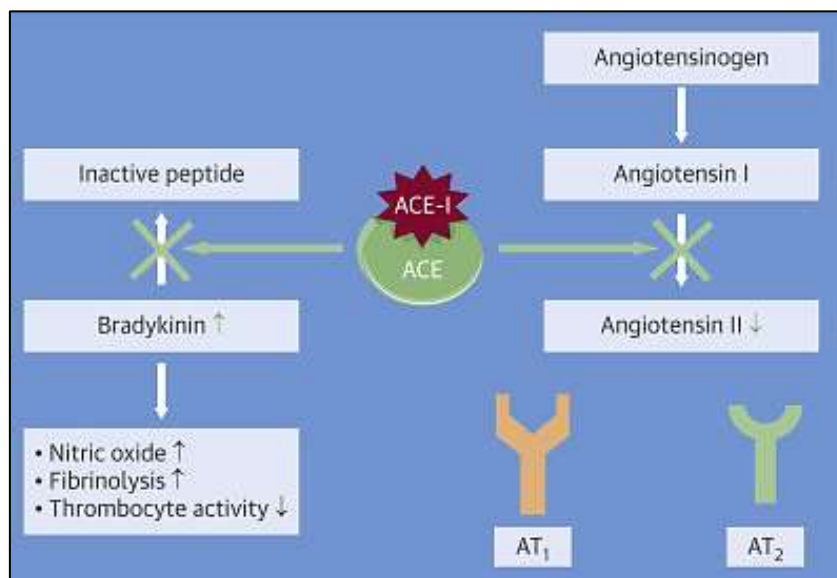 Angiotensinogen
Inactive peptide
Angiotensin I
ACE-I
ACE
Bradykinin ↑
Angiotensin II ↓
• Nitric oxide ↑
• Fibrinolysis ↑
• Thrombocyte activity ↓
AT₁
AT₂